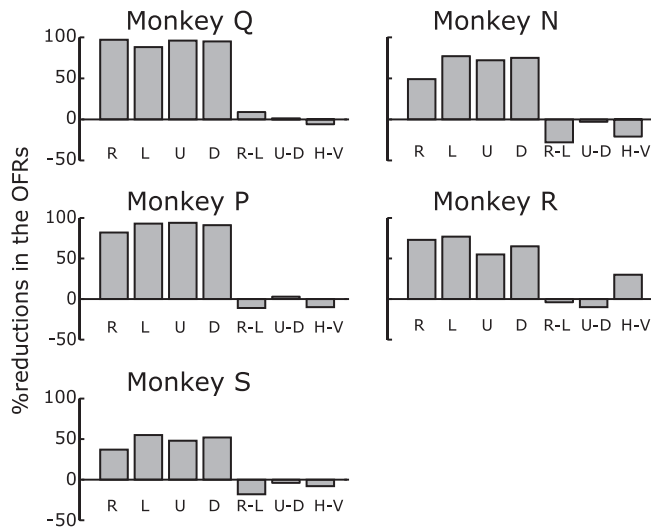 Monkey Q
Monkey N
100
50
0
-50
R L U D R-L U-D H-V
R L U D R-L U-D H-V
Monkey P
Monkey R
100
50
0
-50
R L U D R-L U-D H-V
R L U D R-L U-D H-V
Monkey S
100
50
0
-50
R L U D R-L U-D H-V
%reductions in the OFRs